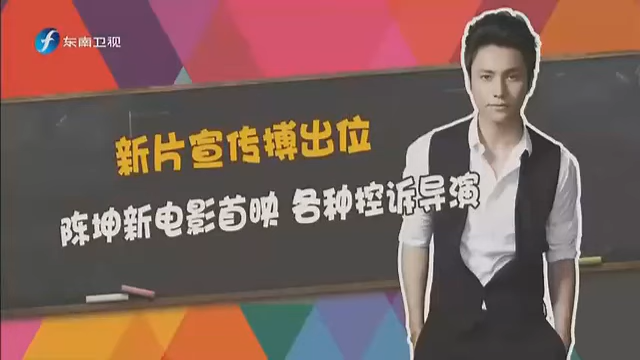 东南卫视
新片宣传搏出位
陈坤新电影首映 各种控诉导演